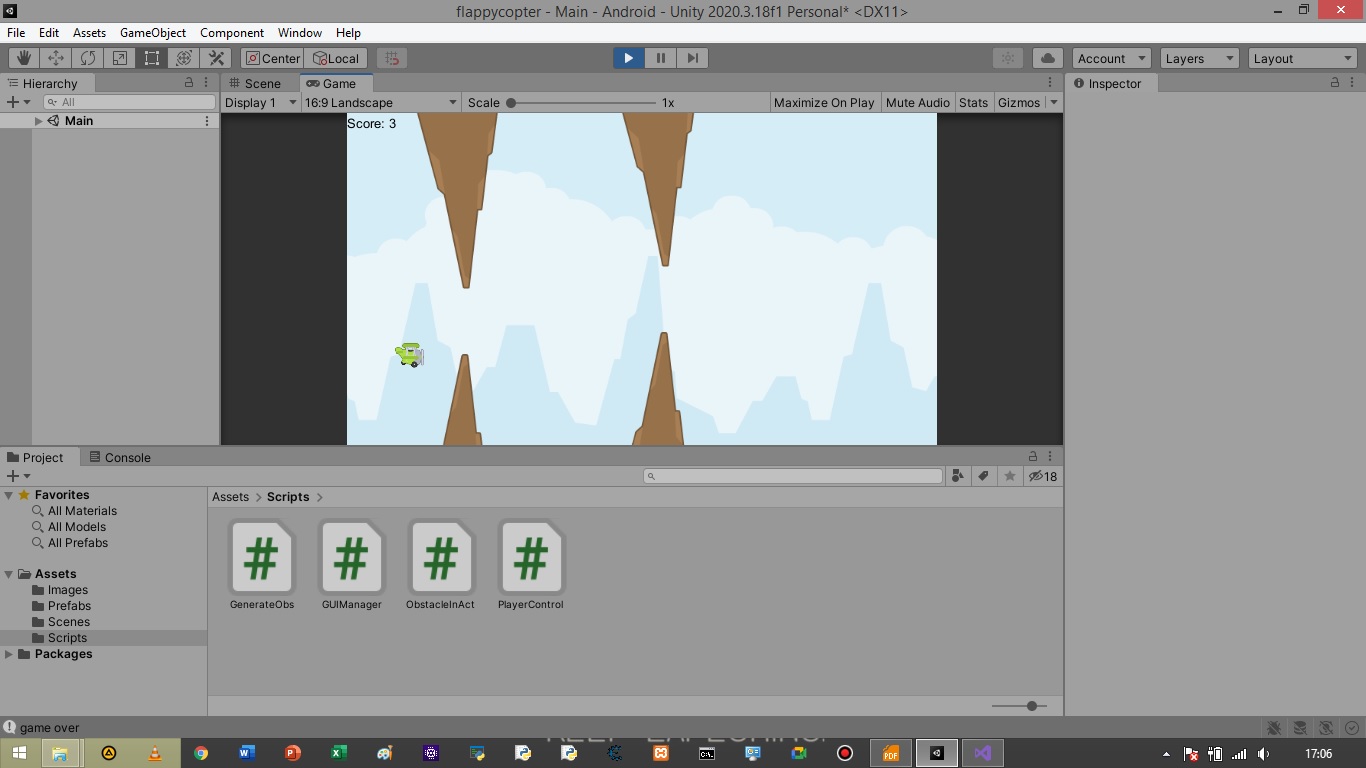 flappycopter - Main - Android - Unity 2020.3.18f1 Personal* <DX11>
File Edit Assets GameObject Component Window Help
Center Local Account Layers Layout
Hierarchy Scene Game Inspector
All Display 1 16:9 Landscape Scale 1x Maximize On Play Mute Audio Stats Gizmos
Main
Score: 3
Project Console
18
Favorites
All Materials
All Models
All Prefabs
Assets
Images
Prefabs
Scenes
Scripts
Packages
Assets > Scripts >
GenerateObs GUIManager ObstacleInAct PlayerControl
game over
17:06